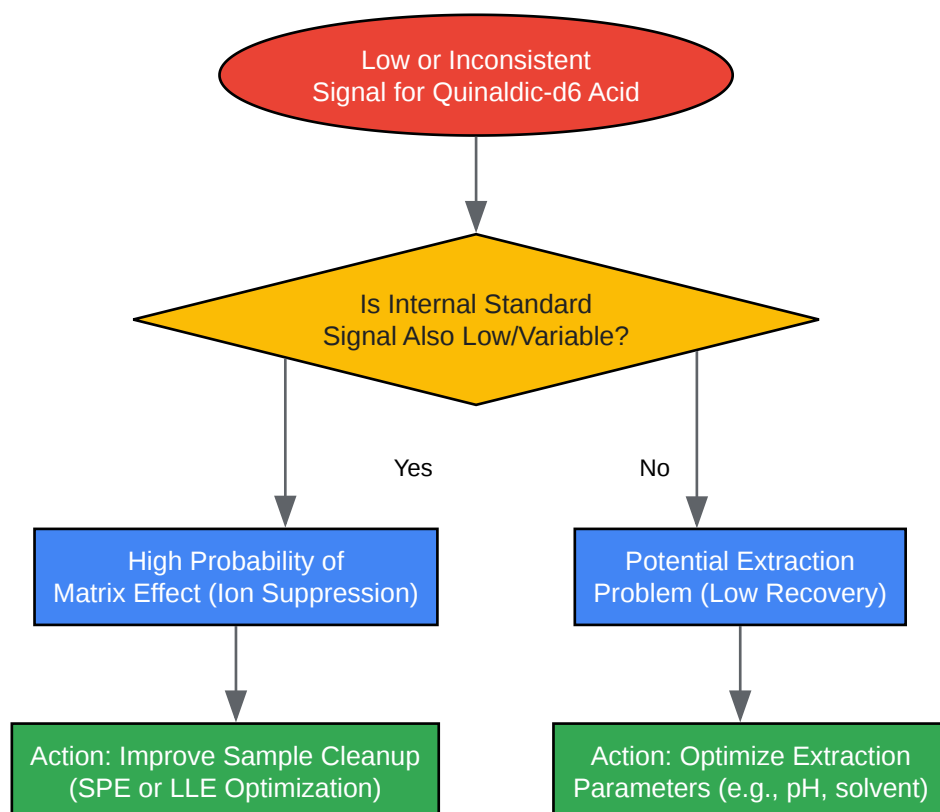 Low or Inconsistent
Signal for Quinaldic-d6 Acid
Is Internal Standard
Signal Also Low/Variable?
Yes
No
High Probability of
Matrix Effect (Ion Suppression)
Potential Extraction
Problem (Low Recovery)
Action: Improve Sample Cleanup
(SPE or LLE Optimization)
Action: Optimize Extraction
Parameters (e.g., pH, solvent)